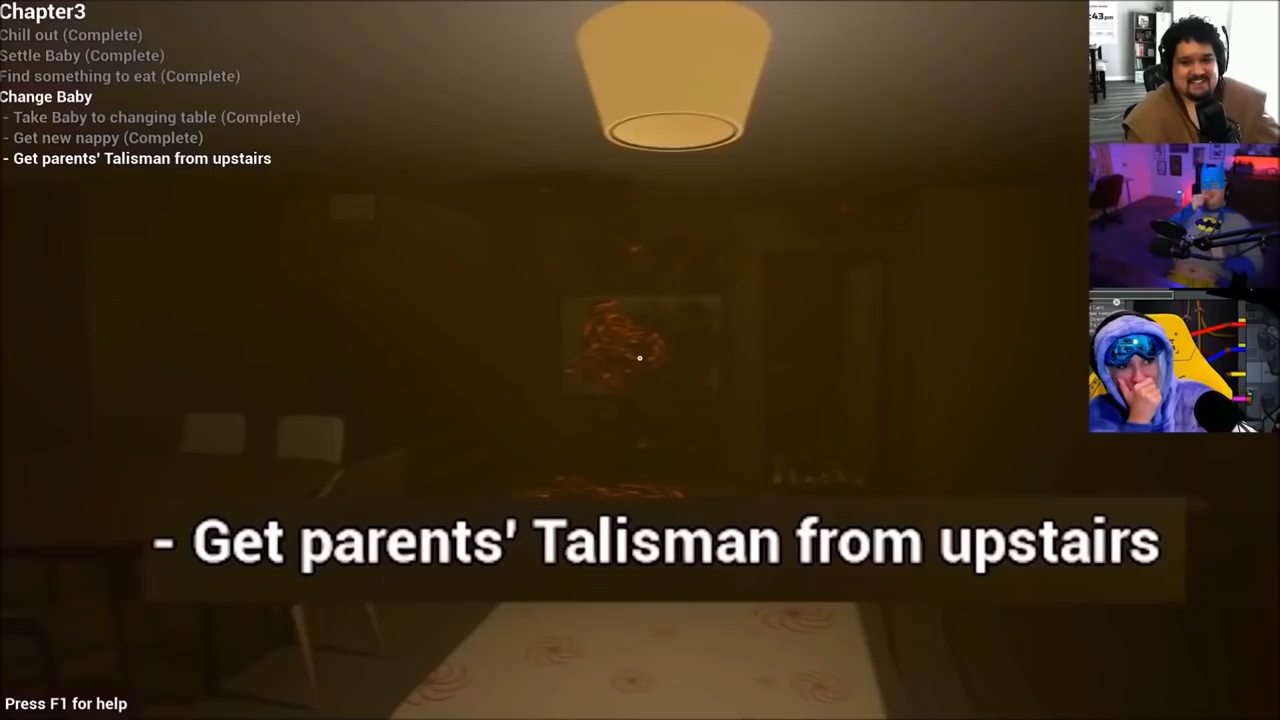 Chapter3
Chill out (Complete)
Settle Baby (Complete)
Find something to eat (Complete)
Change Baby
- Take Baby to changing table (Complete)
- Get new nappy (Complete)
- Get parents' Talisman from upstairs
:43pm
- Get parents' Talisman from upstairs
Press F1 for help